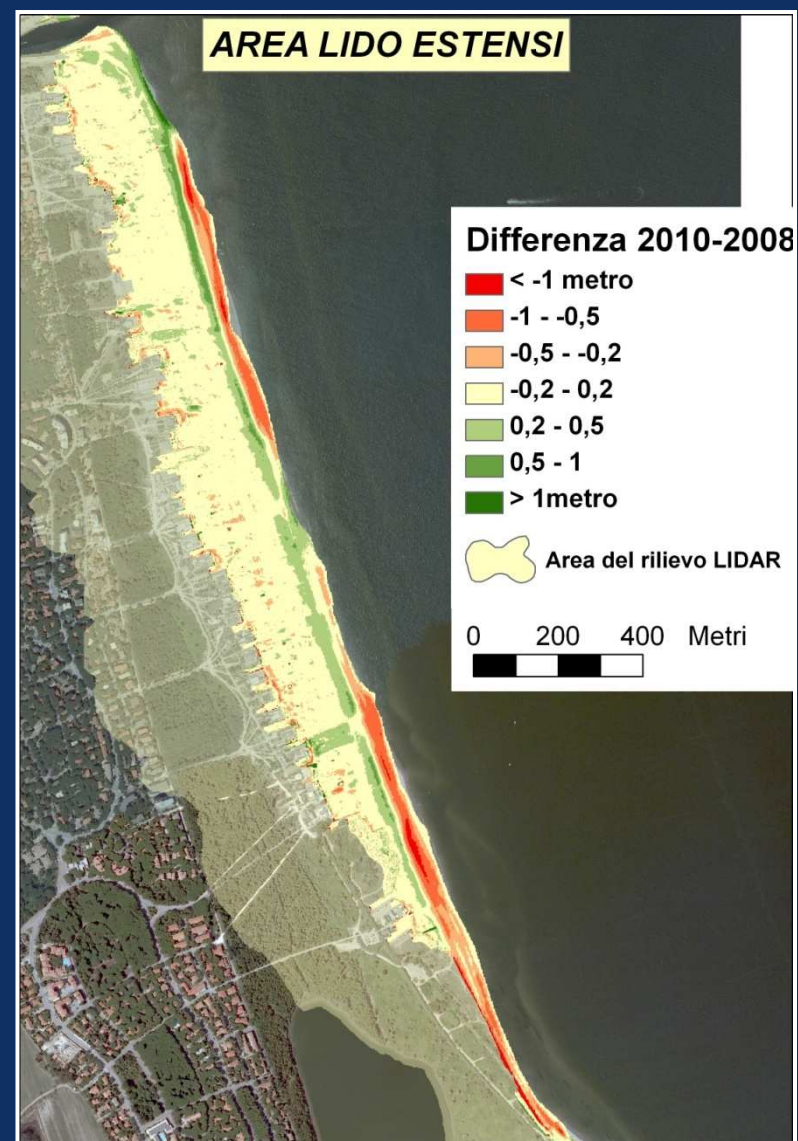 AREA LIDO ESTENSI
Differenza 2010-2008
< -1 metro
-1 - -0,5
-0,5 - -0,2
-0,2 - 0,2
0,2 - 0,5
0,5 - 1
> 1metro
Area del rilievo LIDAR
0 200 400 Metri